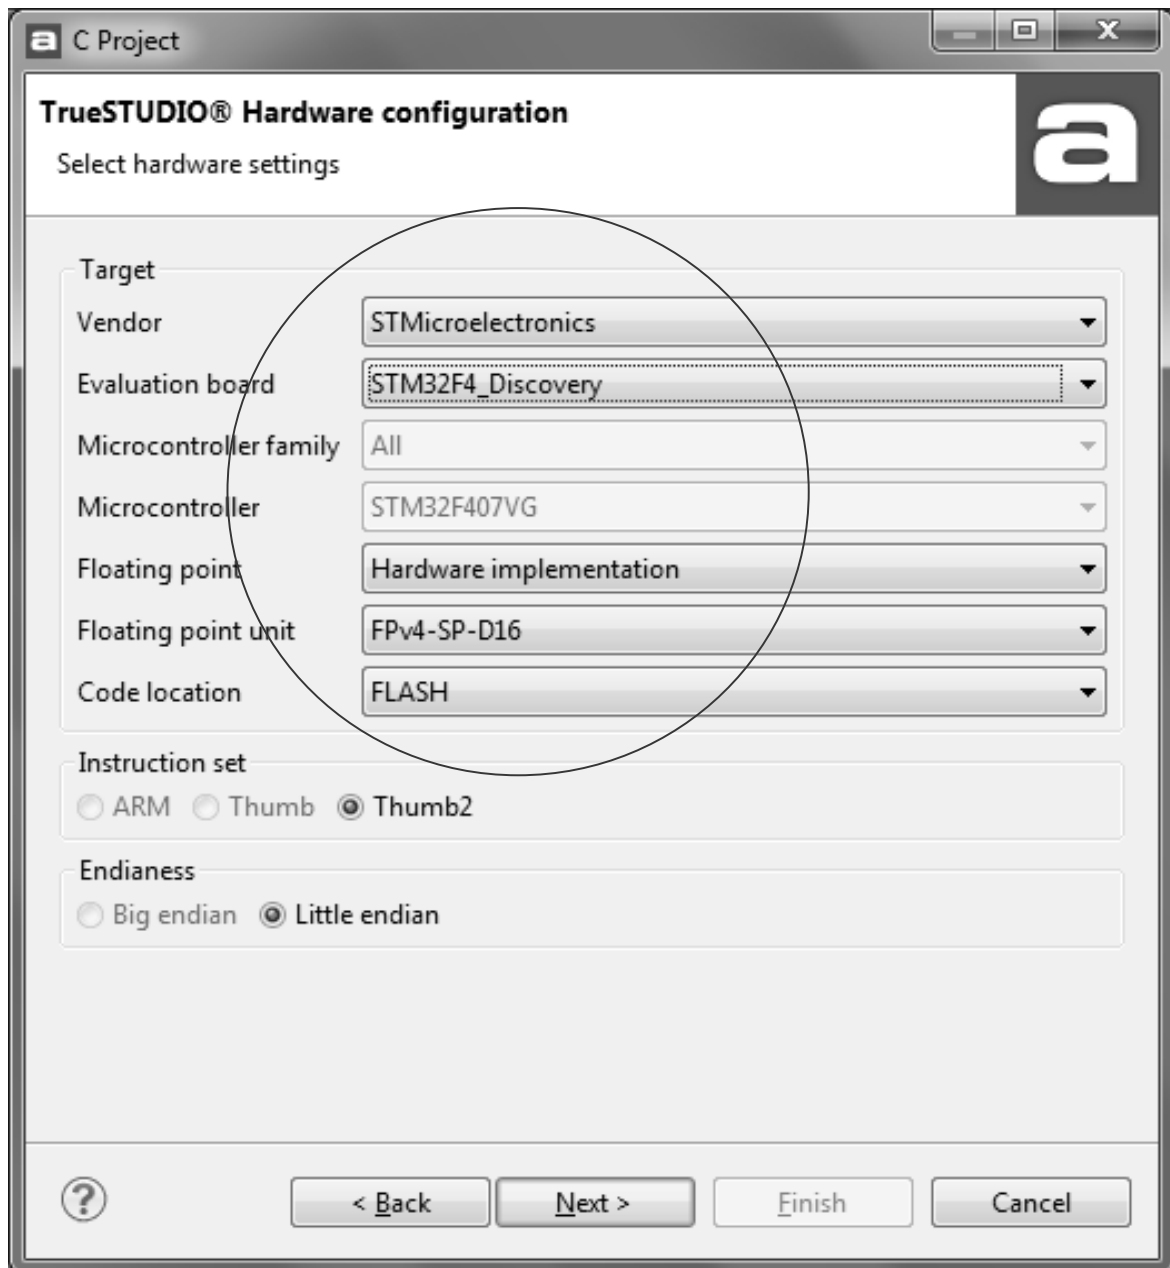 a C Project
TrueSTUDIO® Hardware configuration
Select hardware settings
a
Target
Vendor STMicroelectronics
Evaluation board STM32F4_Discovery
Microcontroller family All
Microcontroller STM32F407VG
Floating point Hardware implementation
Floating point unit FPv4-SP-D16
Code location FLASH
Instruction set
ARM Thumb Thumb2
Endianess
Big endian Little endian
? < Back Next > Finish Cancel